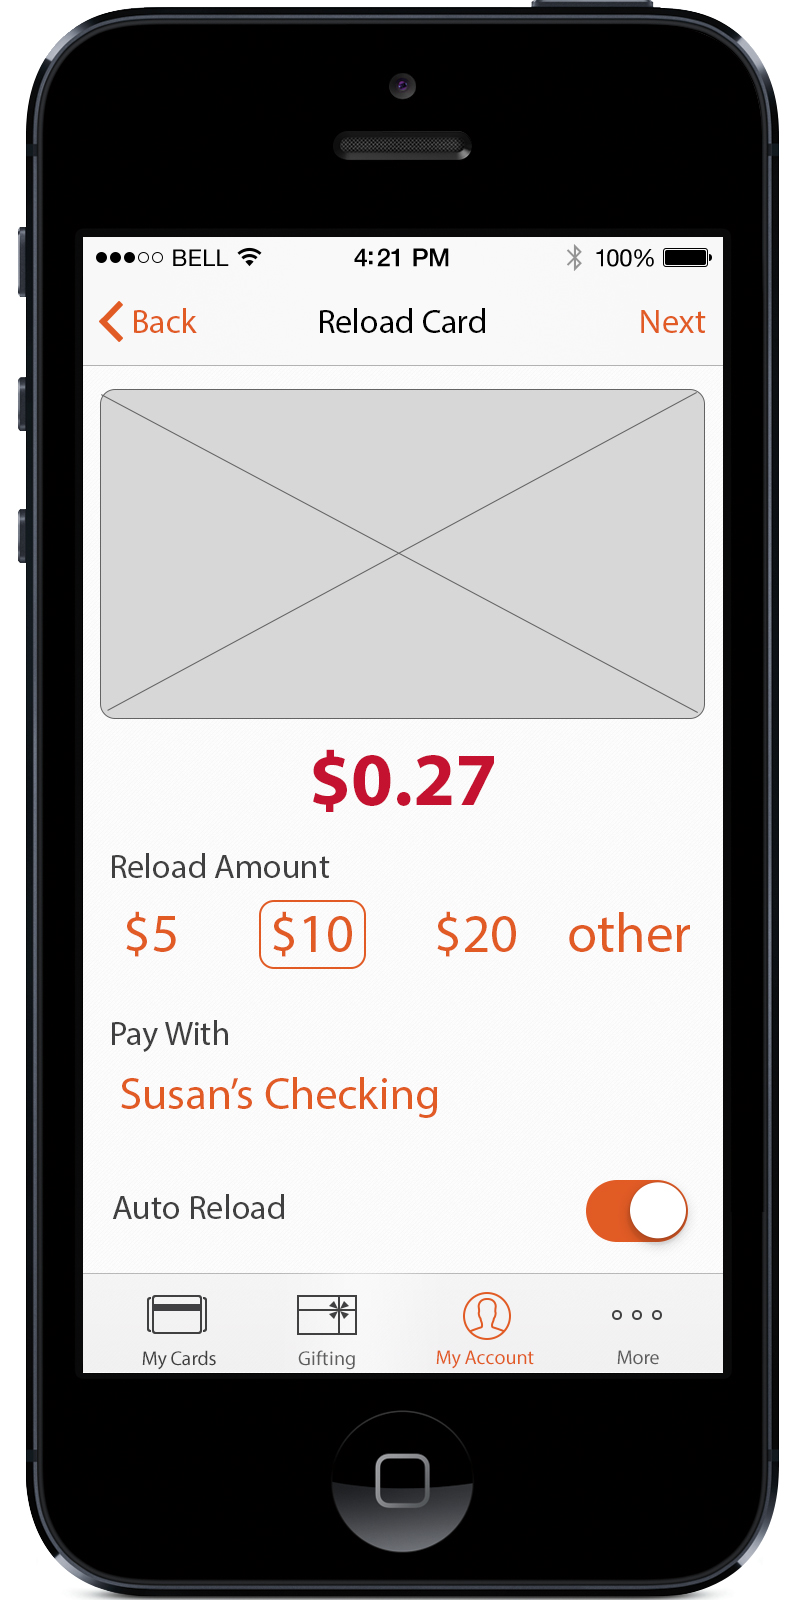 BELL 4:21 PM 100%
Back Reload Card Next
$0.27
Reload Amount
$5 $10 $20 other
Pay With
Susan’s Checking
Auto Reload
My Cards Gifting My Account More